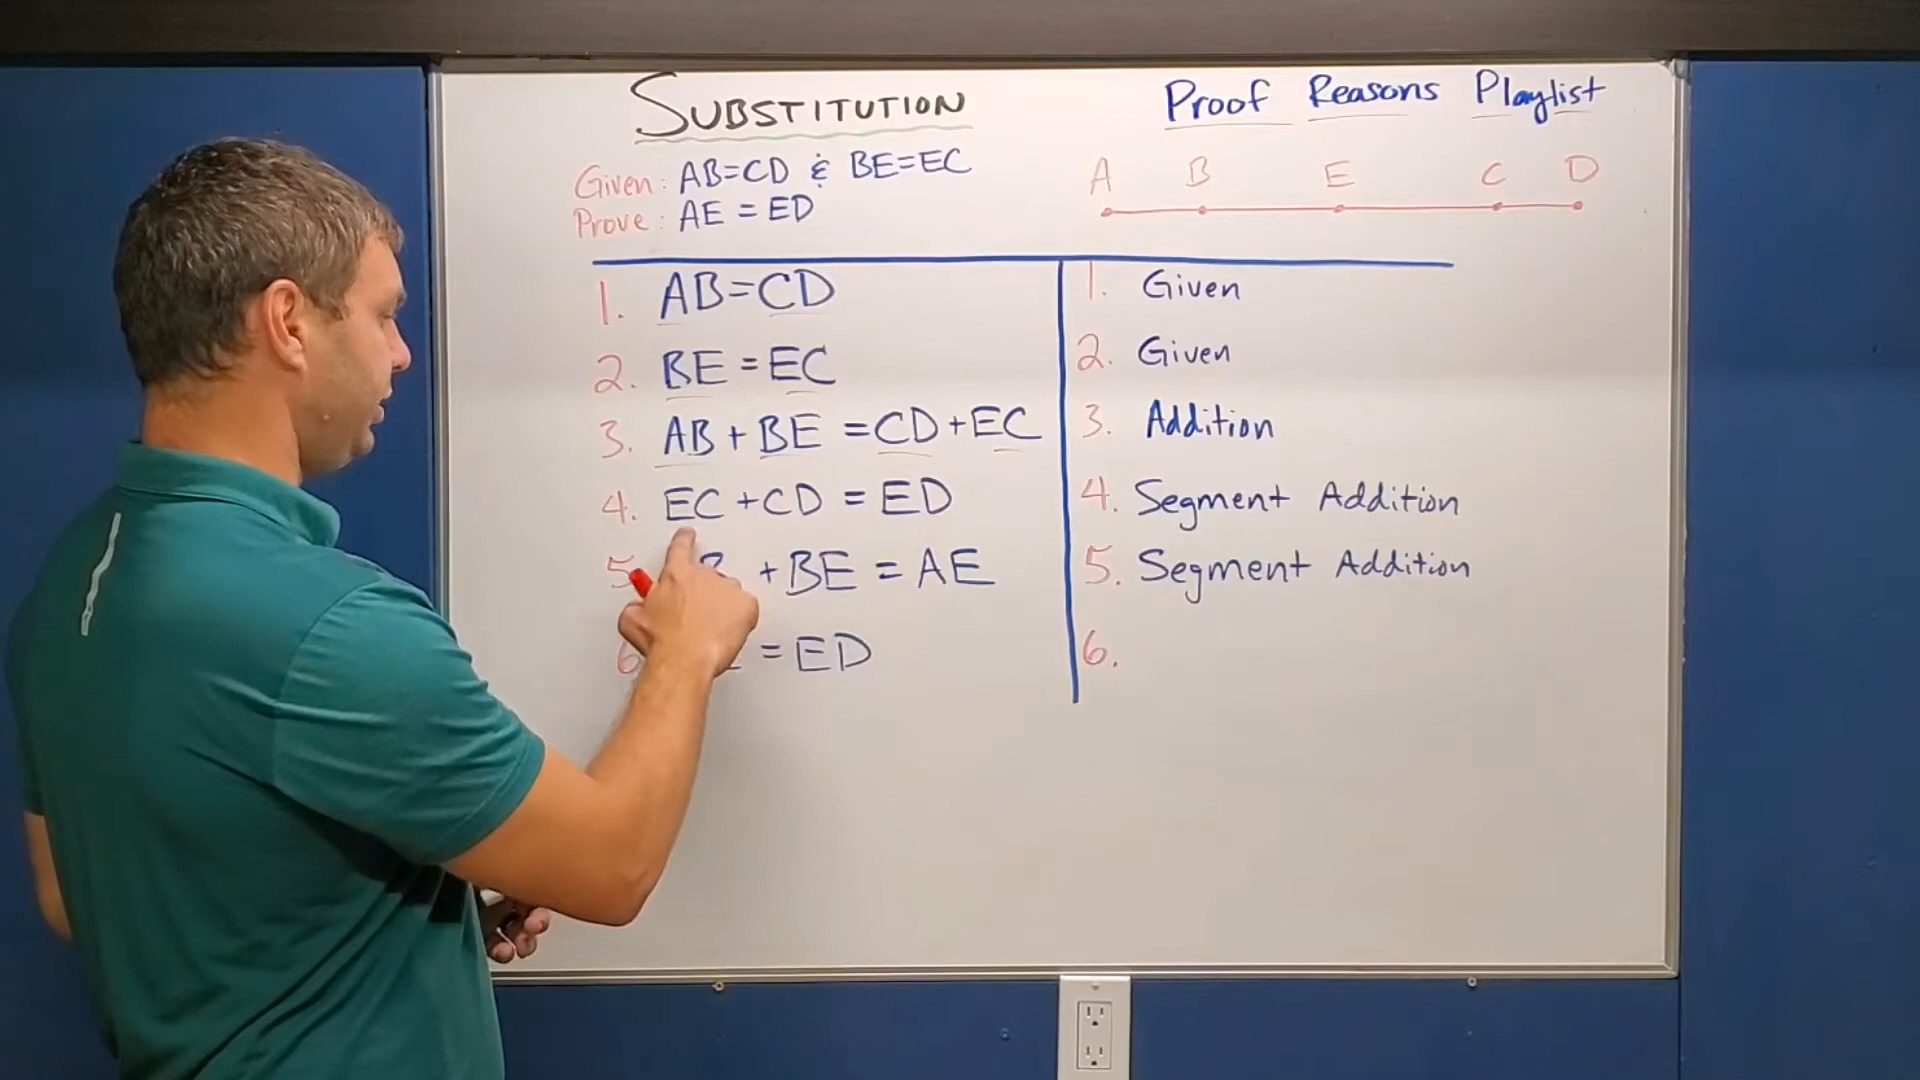 SUBSTITUTION
Proof Reasons Playlist
Given: AB=CD & BE=EC
Prove: AE = ED
A B E C D
1. AB=CD
1. Given
2. BE = EC
2. Given
3. AB + BE = CD + EC
3. Addition
4. EC + CD = ED
4. Segment Addition
5. + BE = AE
5. Segment Addition
6 = ED
6.